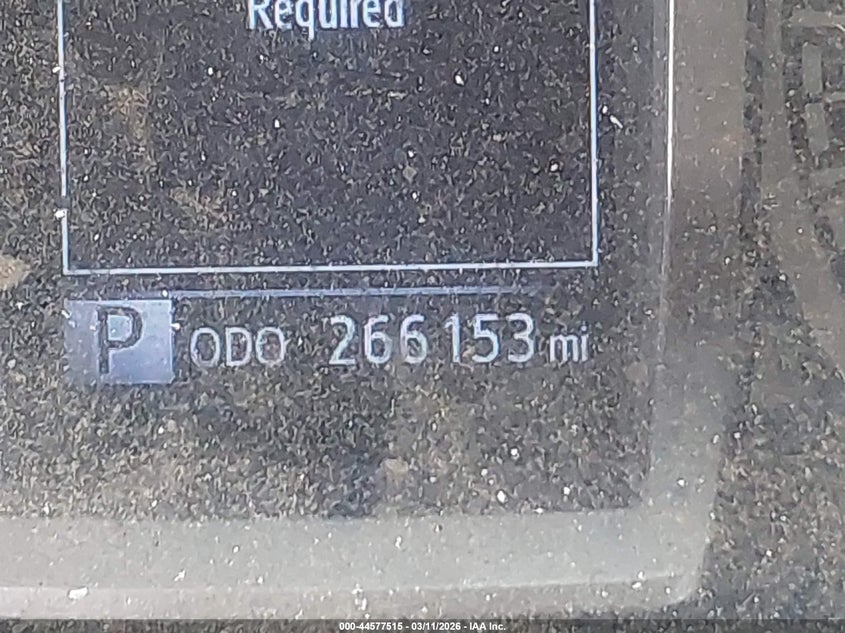 Required
P ODO 266153 mi
000-44577515 - 03/11/2026 - IAA Inc.